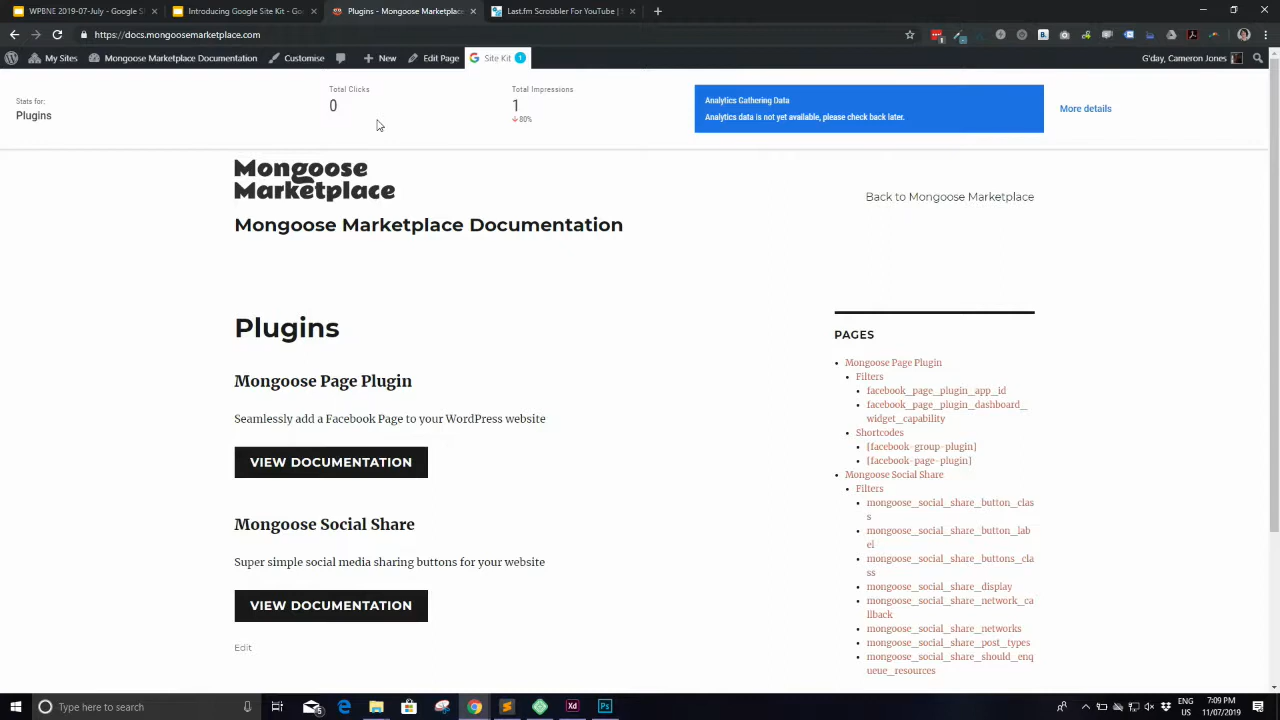 WBPNE 2019-07-July - Google S
Introducing Google Site Kit - Go
Plugins - Mongoose Marketplace
Last.fm Scrobbler For YouTube |
https://docs.mongoosemarketplace.com
My Sites
Mongoose Marketplace Documentation
Customise
New
Edit Page
Site Kit 1
G'day, Cameron Jones
Stats for:
Plugins
Total Clicks
0
Total Impressions
1
80%
Analytics Gathering Data
Analytics data is not yet available, please check back later.
More details
Mongoose
Marketplace
Back to Mongoose Marketplace
Mongoose Marketplace Documentation
Plugins
Mongoose Page Plugin
Seamlessly add a Facebook Page to your WordPress website
VIEW DOCUMENTATION
Mongoose Social Share
Super simple social media sharing buttons for your website
VIEW DOCUMENTATION
Edit
PAGES
Mongoose Page Plugin
Filters
facebook_page_plugin_app_id
facebook_page_plugin_dashboard_
widget_capability
Shortcodes
[facebook-group-plugin]
[facebook-page-plugin]
Mongoose Social Share
Filters
mongoose_social_share_button_clas
s
mongoose_social_share_button_lab
el
mongoose_social_share_buttons_cla
ss
mongoose_social_share_display
mongoose_social_share_network_ca
llback
mongoose_social_share_networks
mongoose_social_share_post_types
mongoose_social_share_should_enq
ueue_resources
Type here to search
Xd
Ps
ENG
US
7:09 PM
11/07/2019